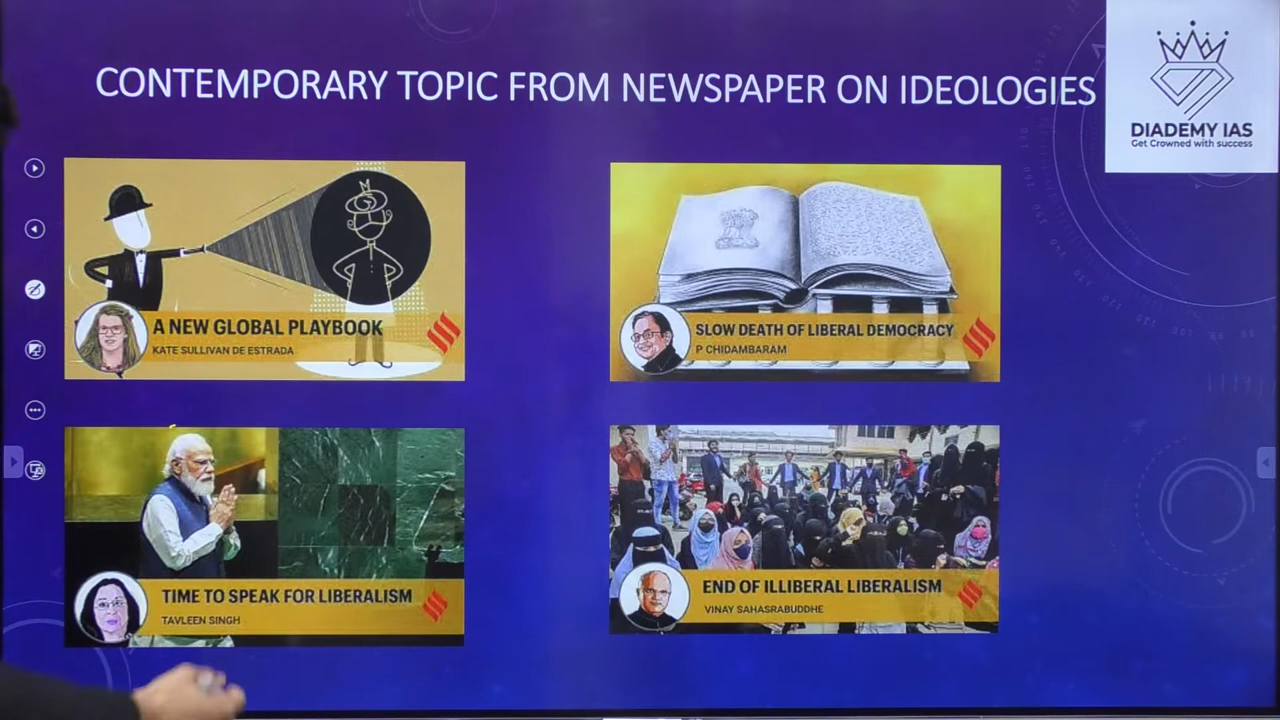 CONTEMPORARY TOPIC FROM NEWSPAPER ON IDEOLOGIES
DIADEMY IAS
Get Crowned with success
A NEW GLOBAL PLAYBOOK
KATE SULLIVAN DE ESTRADA
SLOW DEATH OF LIBERAL DEMOCRACY
P CHIDAMBARAM
TIME TO SPEAK FOR LIBERALISM
TAVLEEN SINGH
END OF ILLIBERAL LIBERALISM
VINAY SAHASRABUDDHE